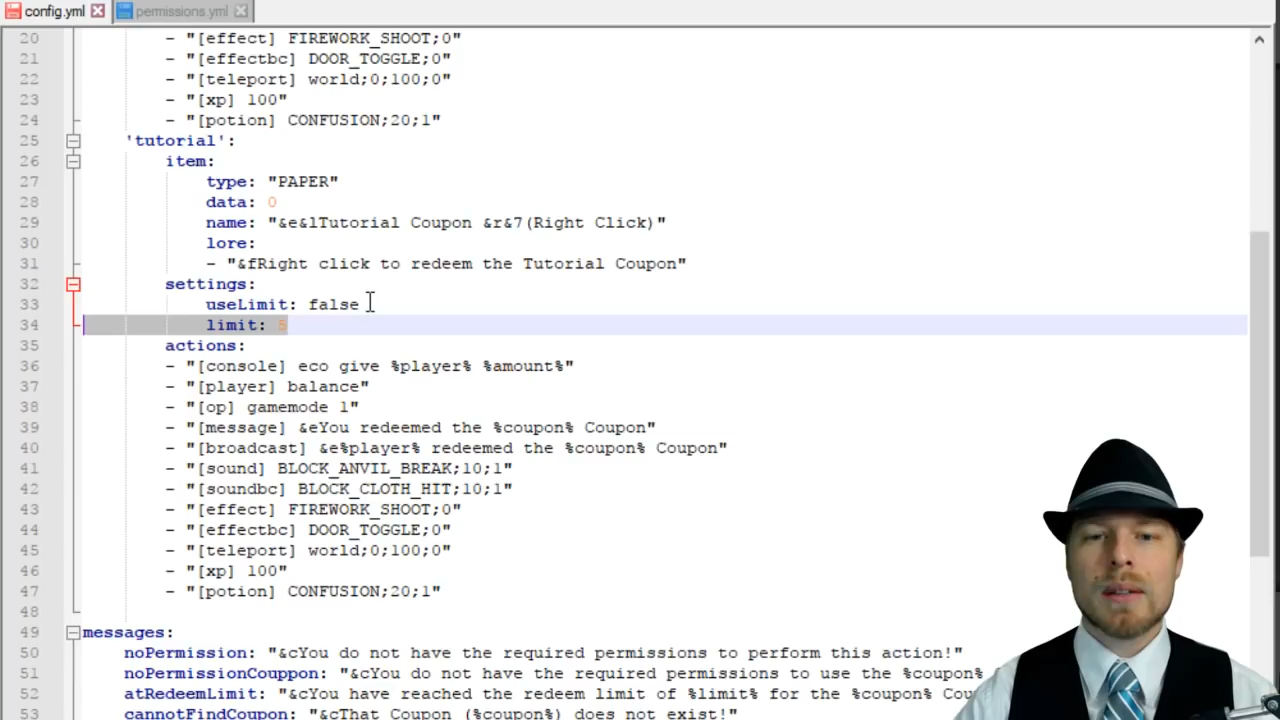 config.yml permissions.yml
20 - "[effect] FIREWORK_SHOOT;0"
21 - "[effectbc] DOOR_TOGGLE;0"
22 - "[teleport] world;0;100;0"
23 - "[xp] 100"
24 - "[potion] CONFUSION;20;1"
25 'tutorial':
26 item:
27 type: "PAPER"
28 data: 0
29 name: "&e&lTutorial Coupon &r&7(Right Click)"
30 lore:
31 - "&fRight click to redeem the Tutorial Coupon"
32 settings:
33 useLimit: false
34 limit: 5
35 actions:
36 - "[console] eco give %player% %amount%"
37 - "[player] balance"
38 - "[op] gamemode 1"
39 - "[message] &eYou redeemed the %coupon% Coupon"
40 - "[broadcast] &e%player% redeemed the %coupon% Coupon"
41 - "[sound] BLOCK_ANVIL_BREAK;10;1"
42 - "[soundbc] BLOCK_CLOTH_HIT;10;1"
43 - "[effect] FIREWORK_SHOOT;0"
44 - "[effectbc] DOOR_TOGGLE;0"
45 - "[teleport] world;0;100;0"
46 - "[xp] 100"
47 - "[potion] CONFUSION;20;1"
48
49 messages:
50 noPermission: "&cYou do not have the required permissions to perform this action!"
51 noPermissionCouppon: "&cYou do not have the required permissions to use the %coupon%
52 atRedeemLimit: "&cYou have reached the redeem limit of %limit% for the %coupon% Cou
53 cannotFindCoupon: "&cThat Coupon (%coupon%) does not exist!"